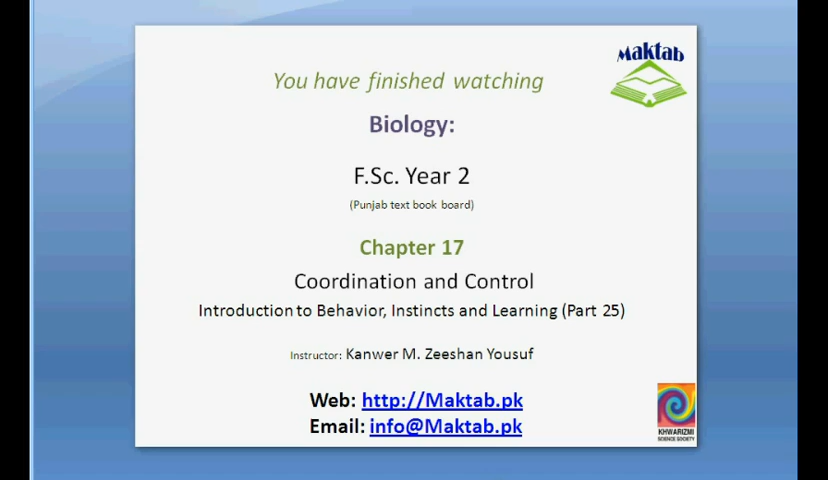 Maktab
You have finished watching
Biology:
F.Sc. Year 2
(Punjab text book board)
Chapter 17
Coordination and Control
Introduction to Behavior, Instincts and Learning (Part 25)
Instructor: Kanwer M. Zeeshan Yousuf
Web: http://Maktab.pk
Email: info@Maktab.pk
KHWARIZMI
SCIENCE SOCIETY